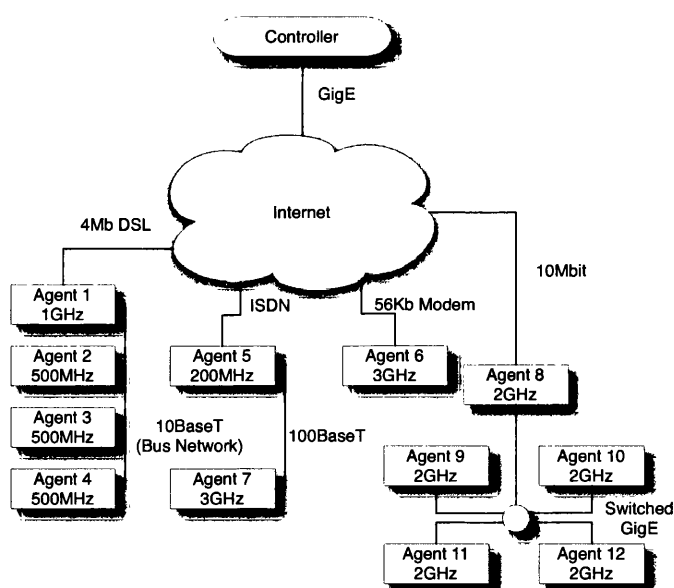 Controller
GigE
Internet
4Mb DSL
10Mbit
ISDN
56Kb Modem
Agent 1
1GHz
Agent 2
500MHz
Agent 3
500MHz
Agent 4
500MHz
10BaseT
(Bus Network)
Agent 5
200MHz
100BaseT
Agent 7
3GHz
Agent 6
3GHz
Agent 8
2GHz
Agent 9
2GHz
Agent 10
2GHz
Switched
GigE
Agent 11
2GHz
Agent 12
2GHz